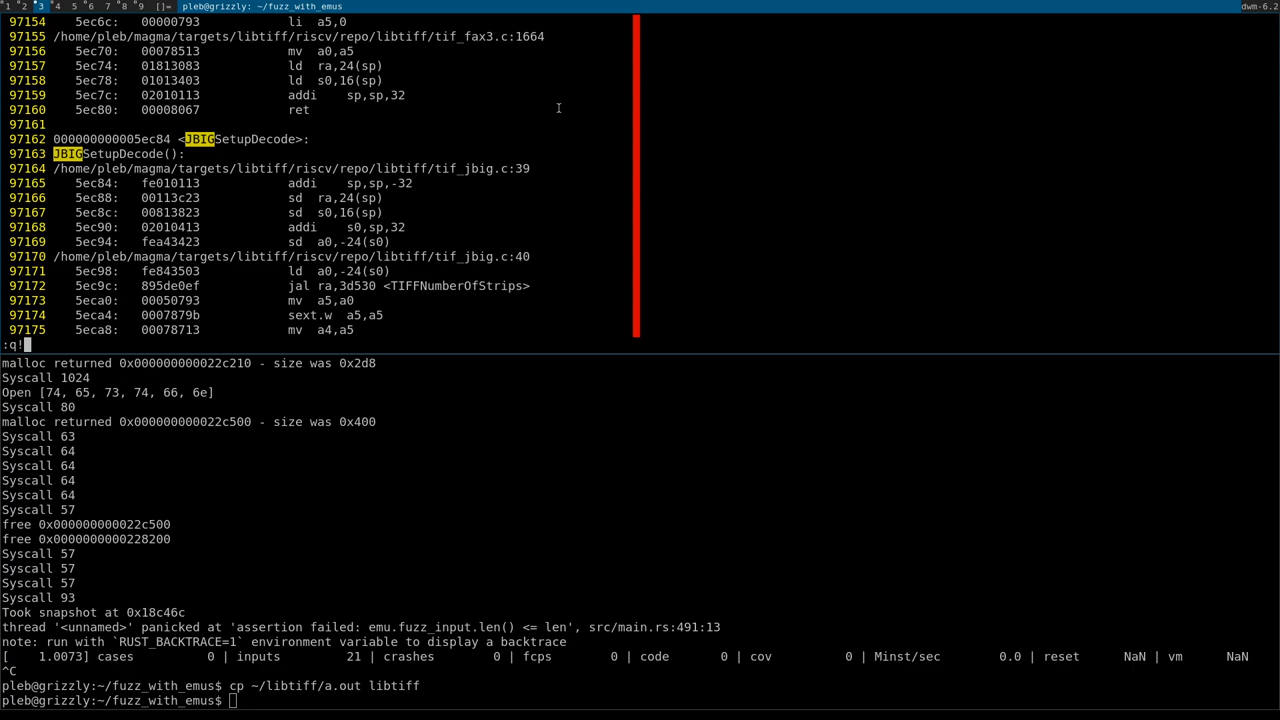 1 2 3 4 5 6 7 8 9 []= pleb@grizzly: ~/fuzz_with_emus dwm-6.2
97154 5ec6c: 00000793 li a5,0
97155 /home/pleb/magma/targets/libtiff/riscv/repo/libtiff/tif_fax3.c:1664
97156 5ec70: 00078513 mv a0,a5
97157 5ec74: 01813083 ld ra,24(sp)
97158 5ec78: 01013403 ld s0,16(sp)
97159 5ec7c: 02010113 addi sp,sp,32
97160 5ec80: 00008067 ret
97161
97162 000000000005ec84 <JBIGSetupDecode>:
97163 JBIGSetupDecode():
97164 /home/pleb/magma/targets/libtiff/riscv/repo/libtiff/tif_jbig.c:39
97165 5ec84: fe010113 addi sp,sp,-32
97166 5ec88: 00113c23 sd ra,24(sp)
97167 5ec8c: 00813823 sd s0,16(sp)
97168 5ec90: 02010413 addi s0,sp,32
97169 5ec94: fea43423 sd a0,-24(s0)
97170 /home/pleb/magma/targets/libtiff/riscv/repo/libtiff/tif_jbig.c:40
97171 5ec98: fe843503 ld a0,-24(s0)
97172 5ec9c: 895de0ef jal ra,3d530 <TIFFNumberOfStrips>
97173 5eca0: 00050793 mv a5,a0
97174 5eca4: 0007879b sext.w a5,a5
97175 5eca8: 00078713 mv a4,a5
:q!
malloc returned 0x000000000022c210 - size was 0x2d8
Syscall 1024
Open [74, 65, 73, 74, 66, 6e]
Syscall 80
malloc returned 0x000000000022c500 - size was 0x400
Syscall 63
Syscall 64
Syscall 64
Syscall 64
Syscall 64
Syscall 57
free 0x000000000022c500
free 0x0000000000228200
Syscall 57
Syscall 57
Syscall 57
Syscall 93
Took snapshot at 0x18c46c
thread '<unnamed>' panicked at 'assertion failed: emu.fuzz_input.len() <= len', src/main.rs:491:13
note: run with `RUST_BACKTRACE=1` environment variable to display a backtrace
[ 1.0073] cases 0 | inputs 21 | crashes 0 | fcps 0 | code 0 | cov 0 | Minst/sec 0.0 | reset NaN | vm NaN
^C
pleb@grizzly:~/fuzz_with_emus$ cp ~/libtiff/a.out libtiff
pleb@grizzly:~/fuzz_with_emus$